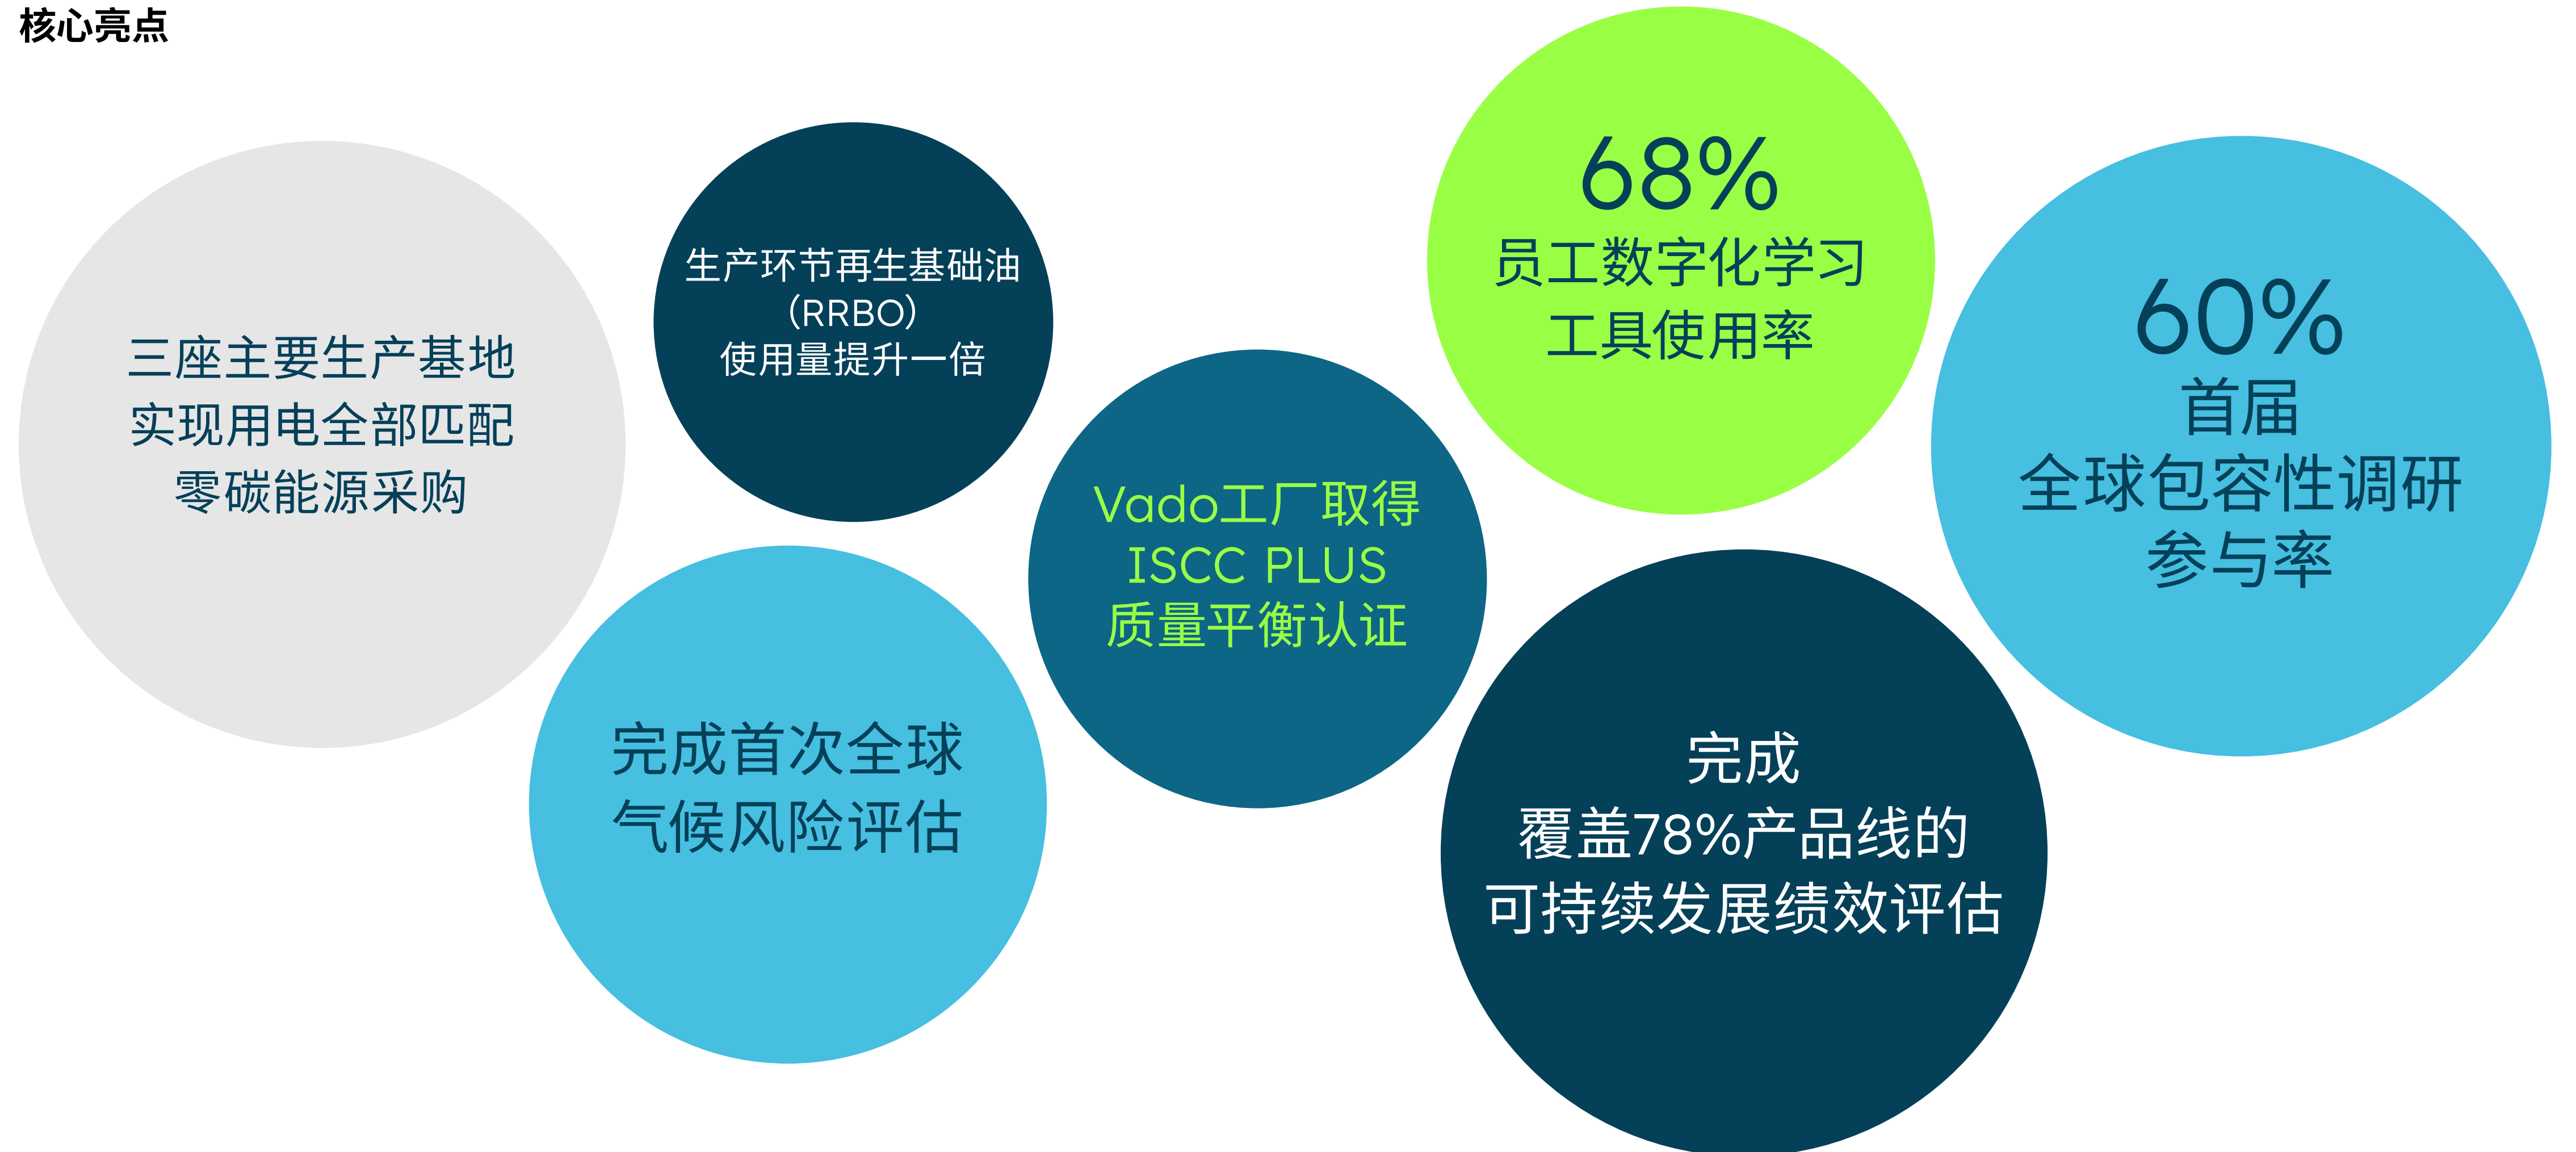 核心亮点
三座主要生产基地
实现用电全部匹配
零碳能源采购
生产环节再生基础油
（RRBO）
使用量提升一倍
完成首次全球
气候风险评估
Vado工厂取得
ISCC PLUS
质量平衡认证
68%
员工数字化学习
工具使用率
完成
覆盖78%产品线的
可持续发展绩效评估
60%
首届
全球包容性调研
参与率